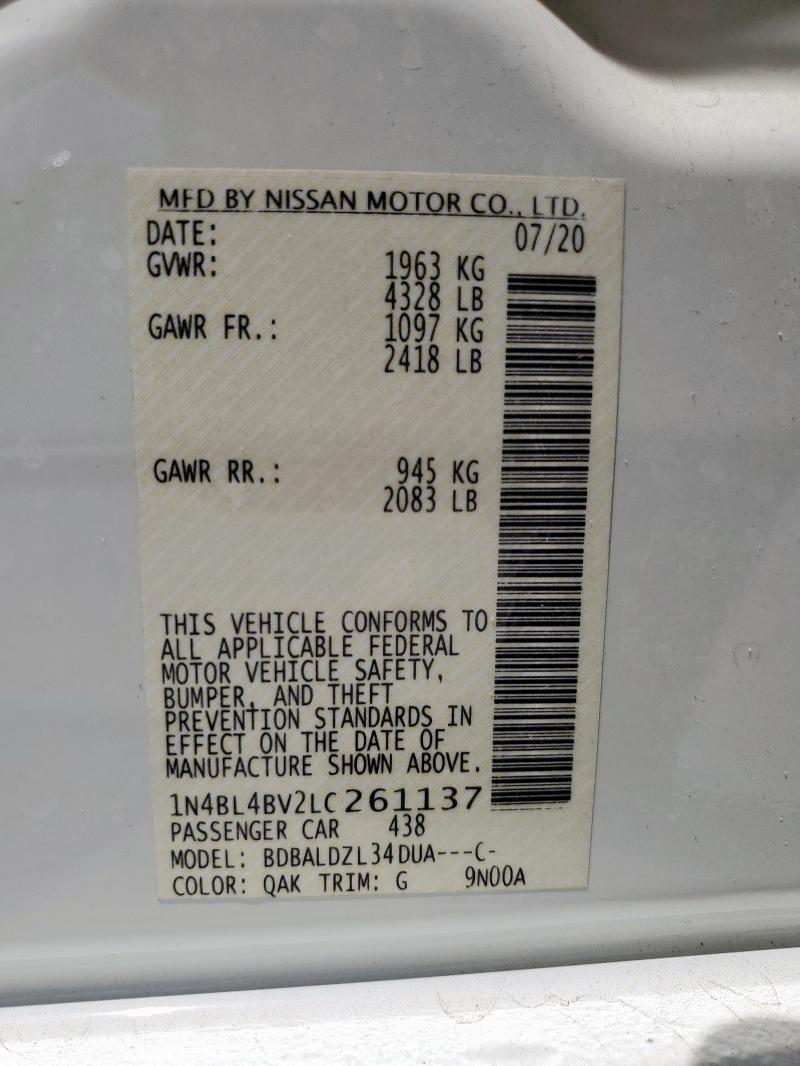 MFD BY NISSAN MOTOR CO., LTD.
DATE: 07/20
GVWR: 1963 KG
4328 LB
GAWR FR.: 1097 KG
2418 LB
GAWR RR.: 945 KG
2083 LB
THIS VEHICLE CONFORMS TO
ALL APPLICABLE FEDERAL
MOTOR VEHICLE SAFETY,
BUMPER, AND THEFT
PREVENTION STANDARDS IN
EFFECT ON THE DATE OF
MANUFACTURE SHOWN ABOVE.
1N4BL4BV2LC261137
PASSENGER CAR 438
MODEL: BDBALDZL34DUA---C-
COLOR: QAK TRIM: G 9N00A